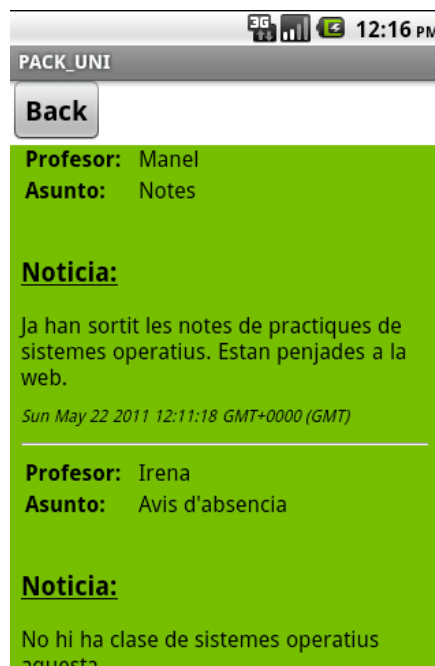 3G 12:16 PM
PACK_UNI
Back
Profesor: Manel
Asunto: Notes
Noticia:
Ja han sortit les notes de practiques de
sistemes operatius. Estan penjades a la
web.
Sun May 22 2011 12:11:18 GMT+0000 (GMT)
Profesor: Irena
Asunto: Avis d'absencia
Noticia:
No hi ha clase de sistemes operatius
aquesta